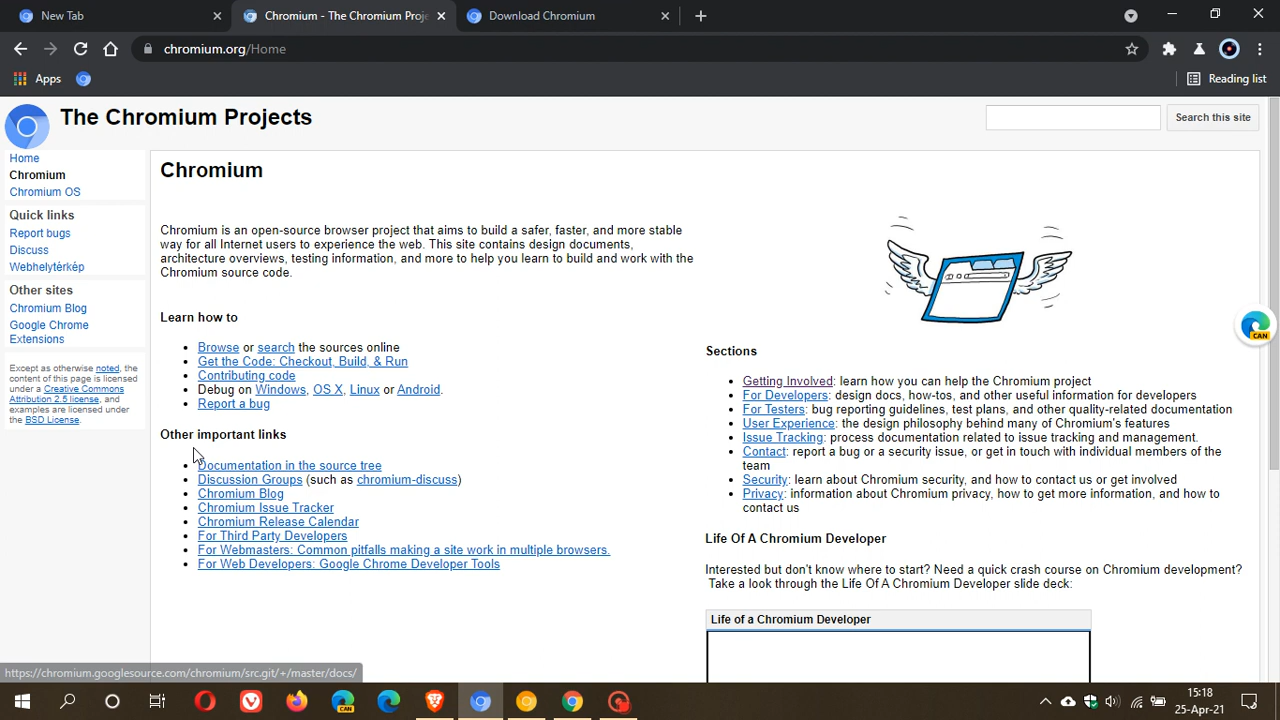 New Tab
Chromium - The Chromium Proje
Download Chromium
chromium.org/Home
Apps
Reading list
The Chromium Projects
Search this site
Home
Chromium
Chromium OS
Quick links
Report bugs
Discuss
Webhelytérkép
Other sites
Chromium Blog
Google Chrome
Extensions
Except as otherwise noted, the
content of this page is licensed
under a Creative Commons
Attribution 2.5 license, and
examples are licensed under
the BSD License.
Chromium
Chromium is an open-source browser project that aims to build a safer, faster, and more stable
way for all Internet users to experience the web. This site contains design documents,
architecture overviews, testing information, and more to help you learn to build and work with the
Chromium source code.
Learn how to
Browse or search the sources online
Get the Code: Checkout, Build, & Run
Contributing code
Debug on Windows, OS X, Linux or Android.
Report a bug
Other important links
Documentation in the source tree
Discussion Groups (such as chromium-discuss)
Chromium Blog
Chromium Issue Tracker
Chromium Release Calendar
For Third Party Developers
For Webmasters: Common pitfalls making a site work in multiple browsers.
For Web Developers: Google Chrome Developer Tools
Sections
Getting Involved: learn how you can help the Chromium project
For Developers: design docs, how-tos, and other useful information for developers
For Testers: bug reporting guidelines, test plans, and other quality-related documentation
User Experience: the design philosophy behind many of Chromium's features
Issue Tracking: process documentation related to issue tracking and management.
Contact: report a bug or a security issue, or get in touch with individual members of the
team
Security: learn about Chromium security, and how to contact us or get involved
Privacy: information about Chromium privacy, how to get more information, and how to
contact us
Life Of A Chromium Developer
Interested but don't know where to start? Need a quick crash course on Chromium development?
Take a look through the Life Of A Chromium Developer slide deck:
Life of a Chromium Developer
CAN
https://chromium.googlesource.com/chromium/src.git/+/master/docs/
CAN
15:18
25-Apr-21